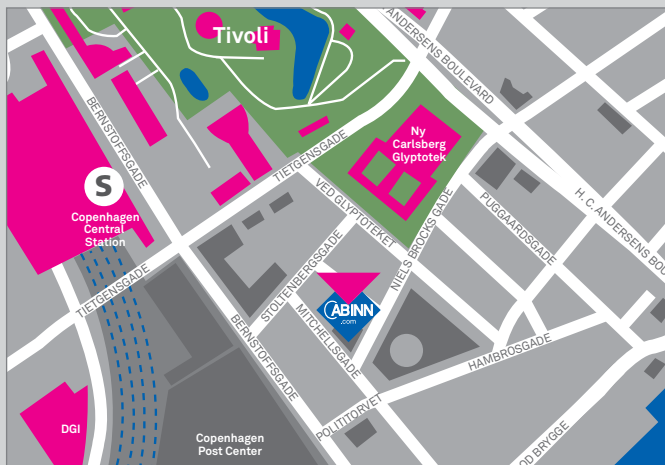 Tivoli
ANDERSENS BOULEVARD
BERNSTOFFSGADE
Ny
Carlsberg
Glyptotek
TIETGENSGADE
S
VED GLYPTOTEKET
H. C. ANDERSENS BOU
PUGGAARDSGADE
Copenhagen
Central
Station
NIELS BROCKS GADE
STOLTENBERGSGADE
TIETGENSGADE
CABINN
.com
MITCHELLSGADE
BERNSTOFFSGADE
HAMBROSGADE
POLITITORVET
DGI
Copenhagen
Post Center
OD BRYGGE